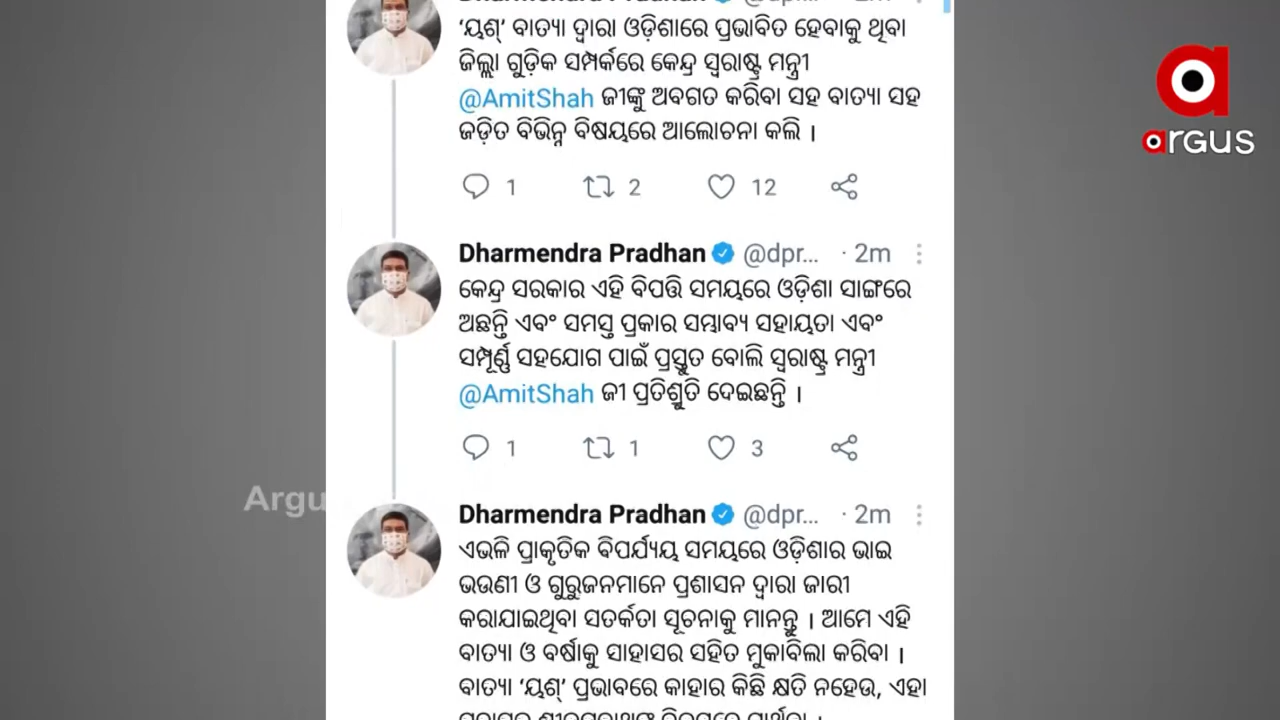 Dharmendra Pradhan
‘ୟଶ୍’ ବାତ୍ୟା ଦ୍ୱାରା ଓଡ଼ିଶାରେ ପ୍ରଭାବିତ ହେବାକୁ ଥିବା
ଜିଲ୍ଲା ଗୁଡ଼ିକ ସମ୍ପର୍କରେ କେନ୍ଦ୍ର ସ୍ୱରାଷ୍ଟ୍ର ମନ୍ତ୍ରୀ
@AmitShah ଜୀଙ୍କୁ ଅବଗତ କରିବା ସହ ବାତ୍ୟା ସହ
ଜଡ଼ିତ ବିଭିନ୍ନ ବିଷୟରେ ଆଲୋଚନା କଲି ।
1 2 12
argus
Dharmendra Pradhan @dpr... · 2m
କେନ୍ଦ୍ର ସରକାର ଏହି ବିପତ୍ତି ସମୟରେ ଓଡ଼ିଶା ସାଙ୍ଗରେ
ଅଛନ୍ତି ଏବଂ ସମସ୍ତ ପ୍ରକାର ସମ୍ଭାବ୍ୟ ସହାୟତା ଏବଂ
ସମ୍ପୂର୍ଣ୍ଣ ସହଯୋଗ ପାଇଁ ପ୍ରସ୍ତୁତ ବୋଲି ସ୍ୱରାଷ୍ଟ୍ର ମନ୍ତ୍ରୀ
@AmitShah ଜୀ ପ୍ରତିଶ୍ରୁତି ଦେଇଛନ୍ତି ।
1 1 3
Argu
Dharmendra Pradhan @dpr... · 2m
ଏଭଳି ପ୍ରାକୃତିକ ବିପର୍ଯ୍ୟୟ ସମୟରେ ଓଡ଼ିଶାର ଭାଇ
ଭଉଣୀ ଓ ଗୁରୁଜନମାନେ ପ୍ରଶାସନ ଦ୍ୱାରା ଜାରୀ
କରାଯାଇଥିବା ସତର୍କତା ସୂଚନାକୁ ମାନନ୍ତୁ । ଆମେ ଏହି
ବାତ୍ୟା ଓ ବର୍ଷାକୁ ସାହାସର ସହିତ ମୁକାବିଲା କରିବା ।
ବାତ୍ୟା ‘ୟଶ୍’ ପ୍ରଭାବରେ କାହାର କିଛି କ୍ଷତି ନହେଉ, ଏହା